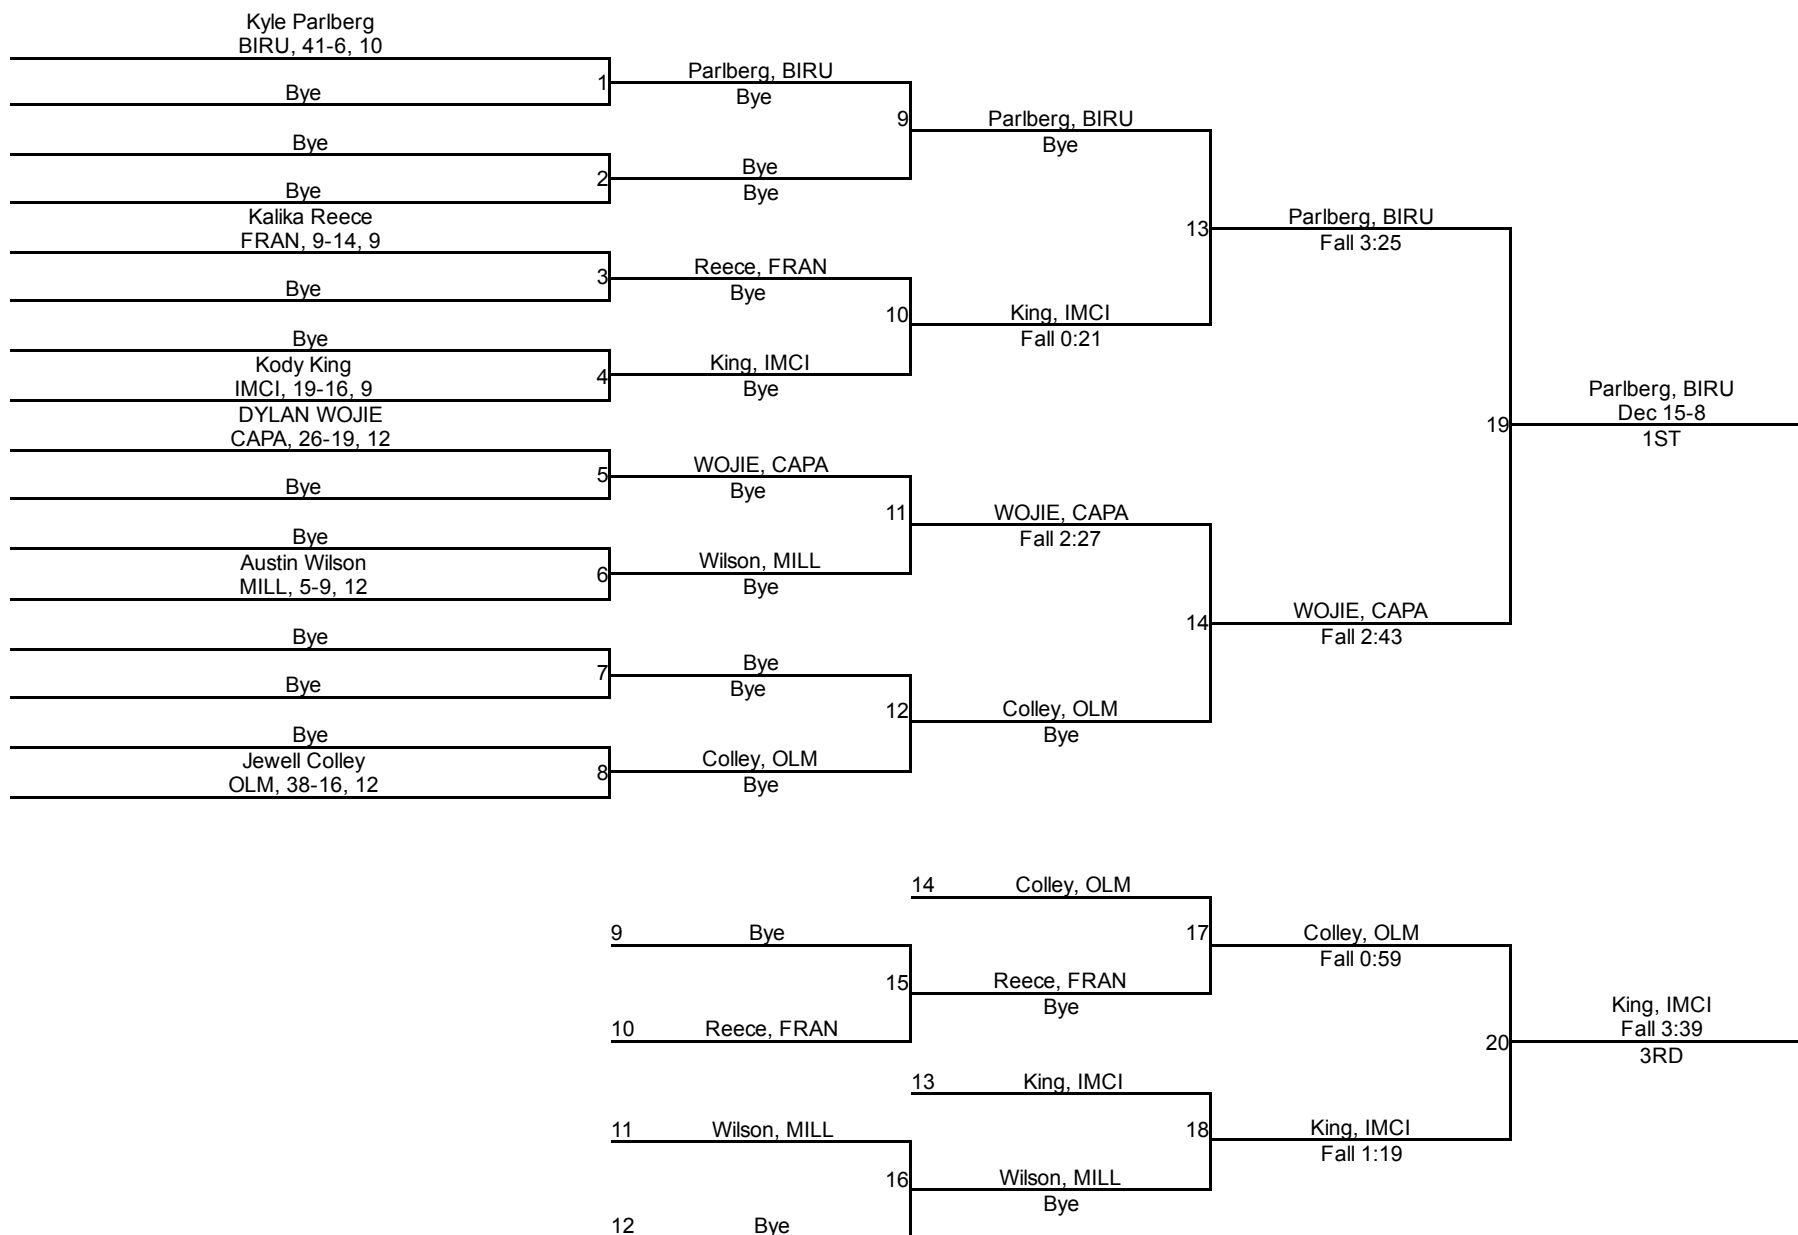 Kyle Parlberg
BIRU, 41-6, 10
Bye
1
Parlberg, BIRU
Bye
Bye
Bye
2
Bye
Bye
9
Parlberg, BIRU
Bye
Kalika Reece
FRAN, 9-14, 9
Bye
3
Reece, FRAN
Bye
Bye
Kody King
IMCI, 19-16, 9
4
King, IMCI
Bye
10
King, IMCI
Fall 0:21
13
Parlberg, BIRU
Fall 3:25
DYLAN WOJIE
CAPA, 26-19, 12
Bye
5
WOJIE, CAPA
Bye
Bye
Austin Wilson
MILL, 5-9, 12
6
Wilson, MILL
Bye
11
WOJIE, CAPA
Fall 2:27
Bye
Bye
7
Bye
Bye
Bye
Jewell Colley
OLM, 38-16, 12
8
Colley, OLM
Bye
12
Colley, OLM
Bye
14
WOJIE, CAPA
Fall 2:43
19
Parlberg, BIRU
Dec 15-8
1ST
14
Colley, OLM
9
Bye
10
Reece, FRAN
15
Reece, FRAN
Bye
17
Colley, OLM
Fall 0:59
13
King, IMCI
11
Wilson, MILL
12
Bye
16
Wilson, MILL
Bye
18
King, IMCI
Fall 1:19
20
King, IMCI
Fall 3:39
3RD